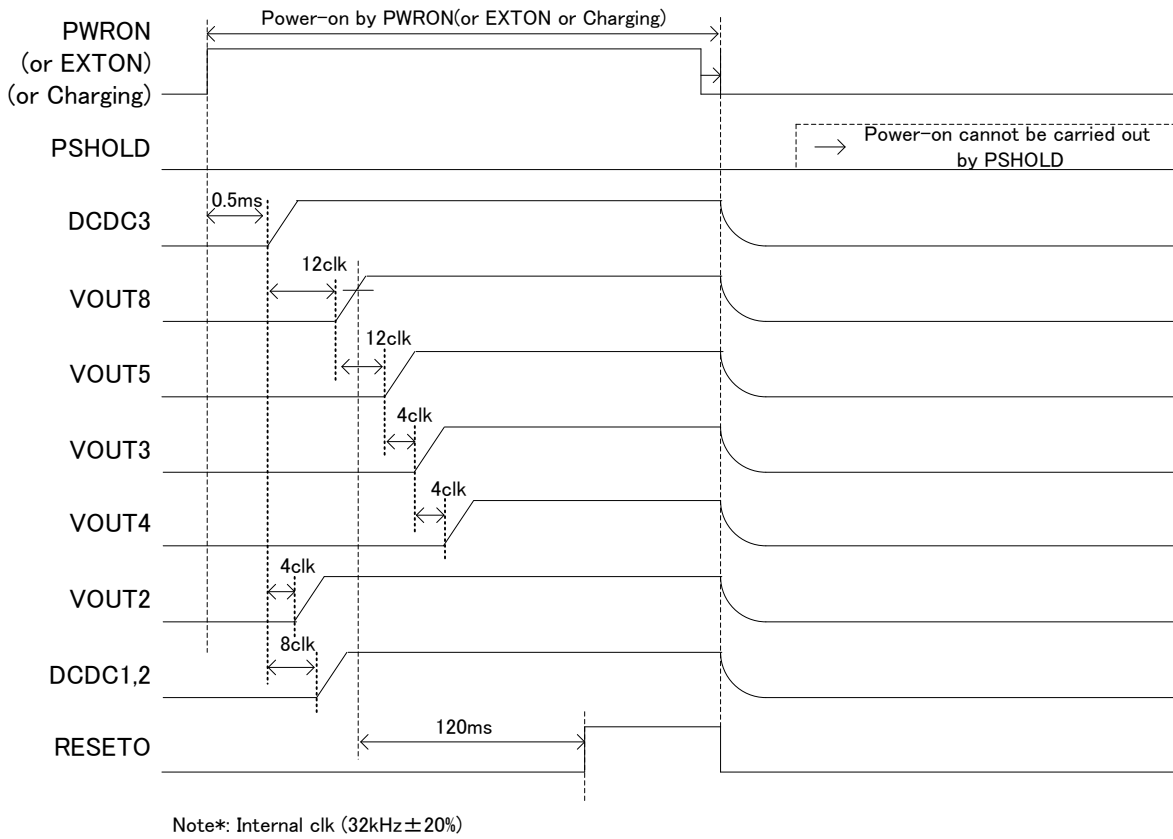 Power-on by PWRON(or EXTON or Charging)
PWRON
(or EXTON)
(or Charging)
PSHOLD
Power-on cannot be carried out
by PSHOLD
0.5ms
DCDC3
12clk
VOUT8
12clk
VOUT5
4clk
VOUT3
4clk
VOUT4
4clk
VOUT2
8clk
DCDC1,2
120ms
RESETO
Note*: Internal clk (32kHz±20%)